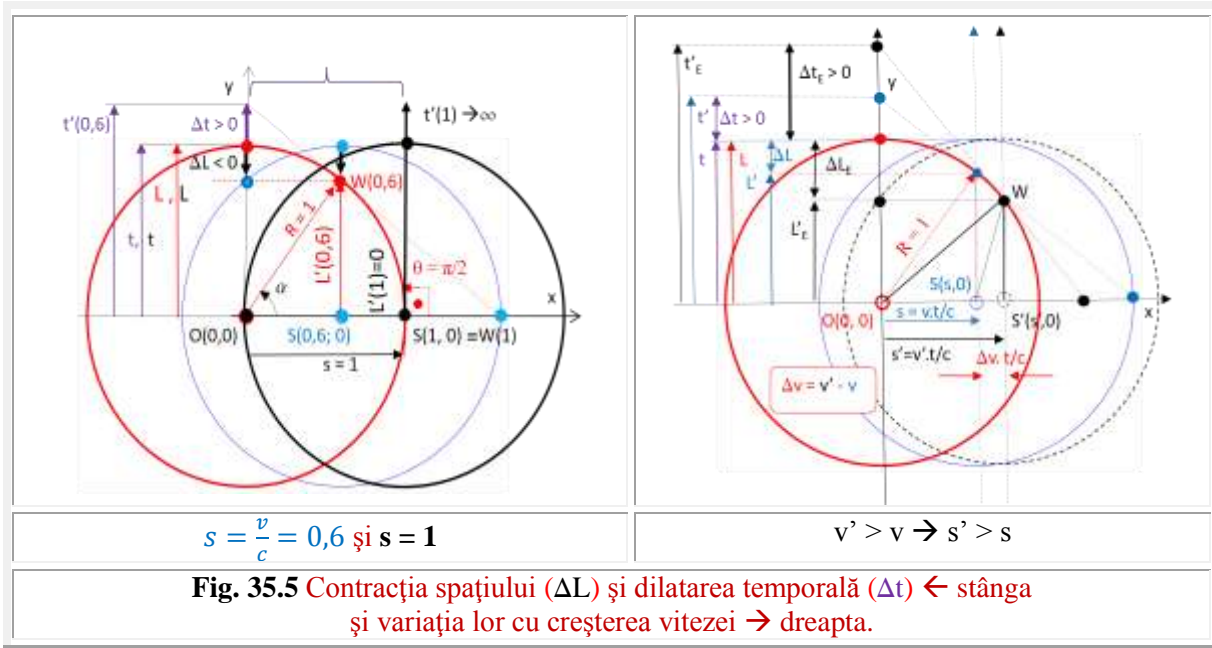 y
t'(0,6)
Δt > 0
t'(1) →∞
ΔL < 0
W(0,6)
L , L
t, t
R = 1
L'(0,6)
L'(1)=0
θ = π/2
α
x
O(0,0)
S(0,6; 0)
S(1, 0) ≡W(1)
s = 1
t'E
ΔtE > 0
y
t'
Δt > 0
t
L
ΔL
L'
ΔLE
W
L'E
R = 1
S(s,0)
x
O(0, 0)
s = v.t/c
S'(s',0)
s'=v'.t/c
Δv. t/c
Δv = v' - v
s = v/c = 0,6 şi s = 1
v' > v → s' > s
Fig. 35.5 Contracţia spaţiului (ΔL) şi dilatarea temporală (Δt) ← stânga
şi variaţia lor cu creşterea vitezei → dreapta.